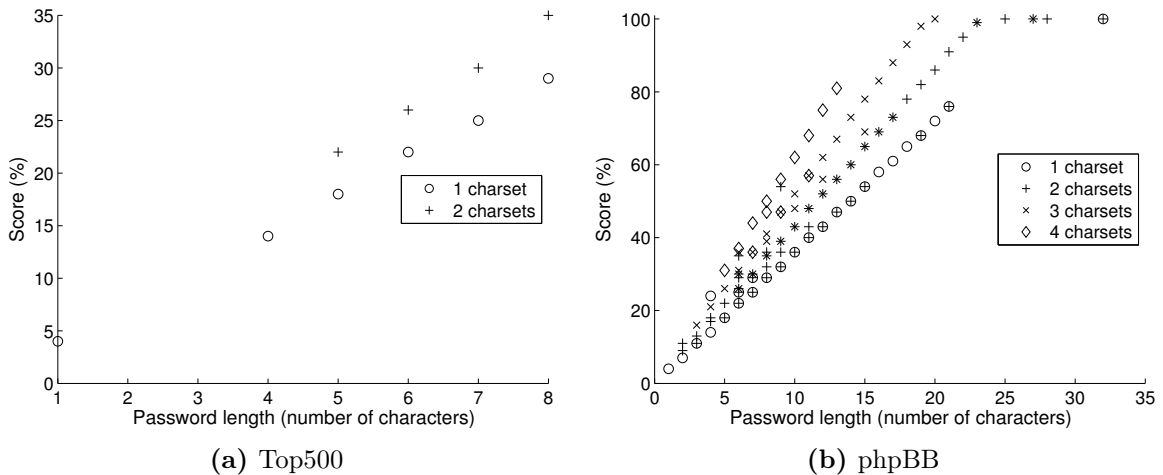 35
30
25
20
15
10
5
0
Score (%)
1 2 3 4 5 6 7 8
Password length (number of characters)
1 charset
2 charsets
(a) Top500
100
80
60
40
20
0
Score (%)
0 5 10 15 20 25 30 35
Password length (number of characters)
1 charset
2 charsets
3 charsets
4 charsets
(b) phpBB